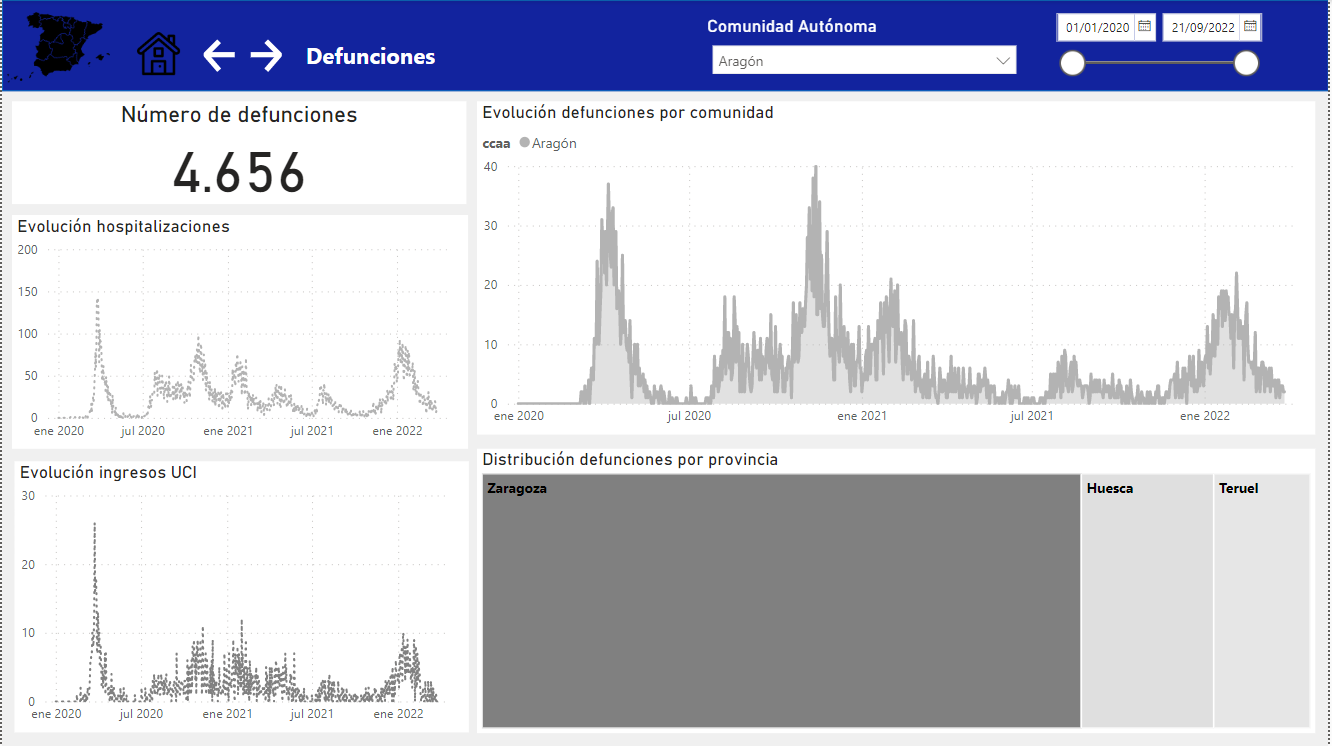 Defunciones
Comunidad Autónoma
Aragón
01/01/2020
21/09/2022
Número de defunciones
4.656
Evolución hospitalizaciones
200
150
100
50
0
ene 2020 jul 2020 ene 2021 jul 2021 ene 2022
Evolución ingresos UCI
30
20
10
0
ene 2020 jul 2020 ene 2021 jul 2021 ene 2022
Evolución defunciones por comunidad
ccaa Aragón
40
30
20
10
0
ene 2020 jul 2020 ene 2021 jul 2021 ene 2022
Distribución defunciones por provincia
Zaragoza
Huesca
Teruel